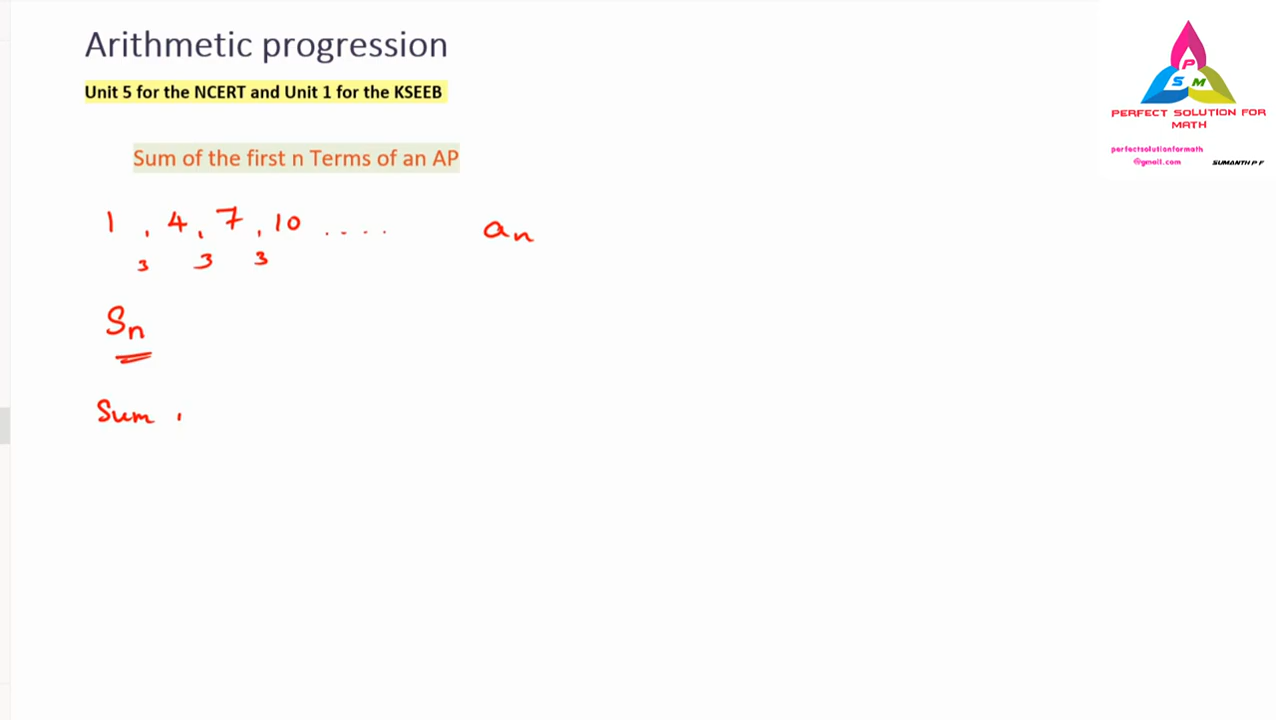 Arithmetic progression
Unit 5 for the NCERT and Unit 1 for the KSEEB
Sum of the first n Terms of an AP
1 , 4 , 7 , 10 .... aₙ
3 3 3
Sₙ
Sum
P
S M
PERFECT SOLUTION FOR
MATH
perfectsolutionformath
@gmail.com SUMANTH P F